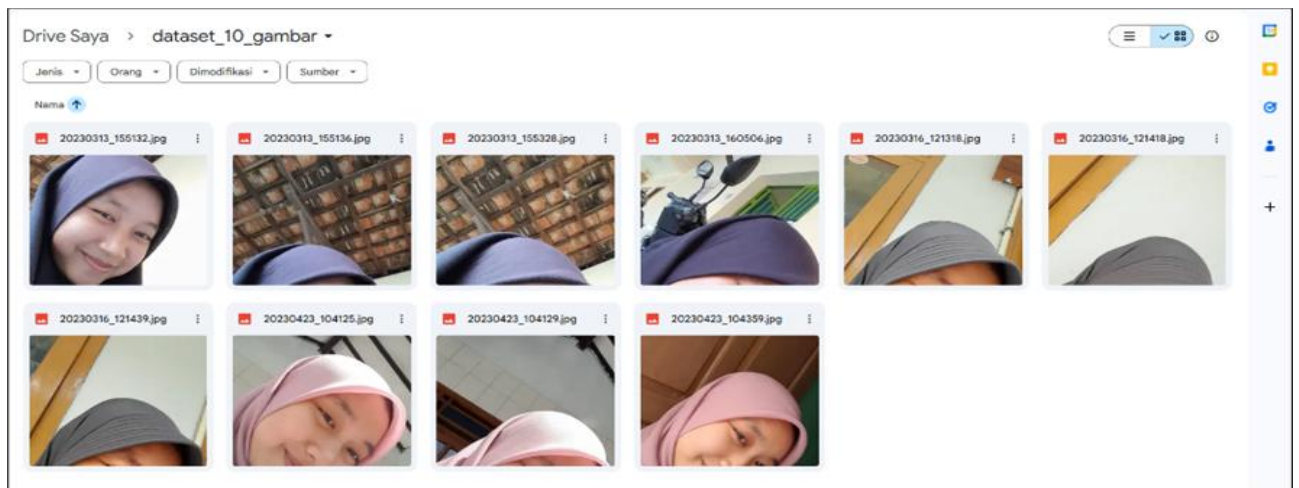 Drive Saya > dataset_10_gambar
Jenis Orang Dimodifikasi Sumber
Nama
20230313_155132.jpg 20230313_155136.jpg 20230313_155328.jpg 20230313_160506.jpg 20230316_121318.jpg 20230316_121418.jpg
20230316_121439.jpg 20230423_104125.jpg 20230423_104129.jpg 20230423_104359.jpg